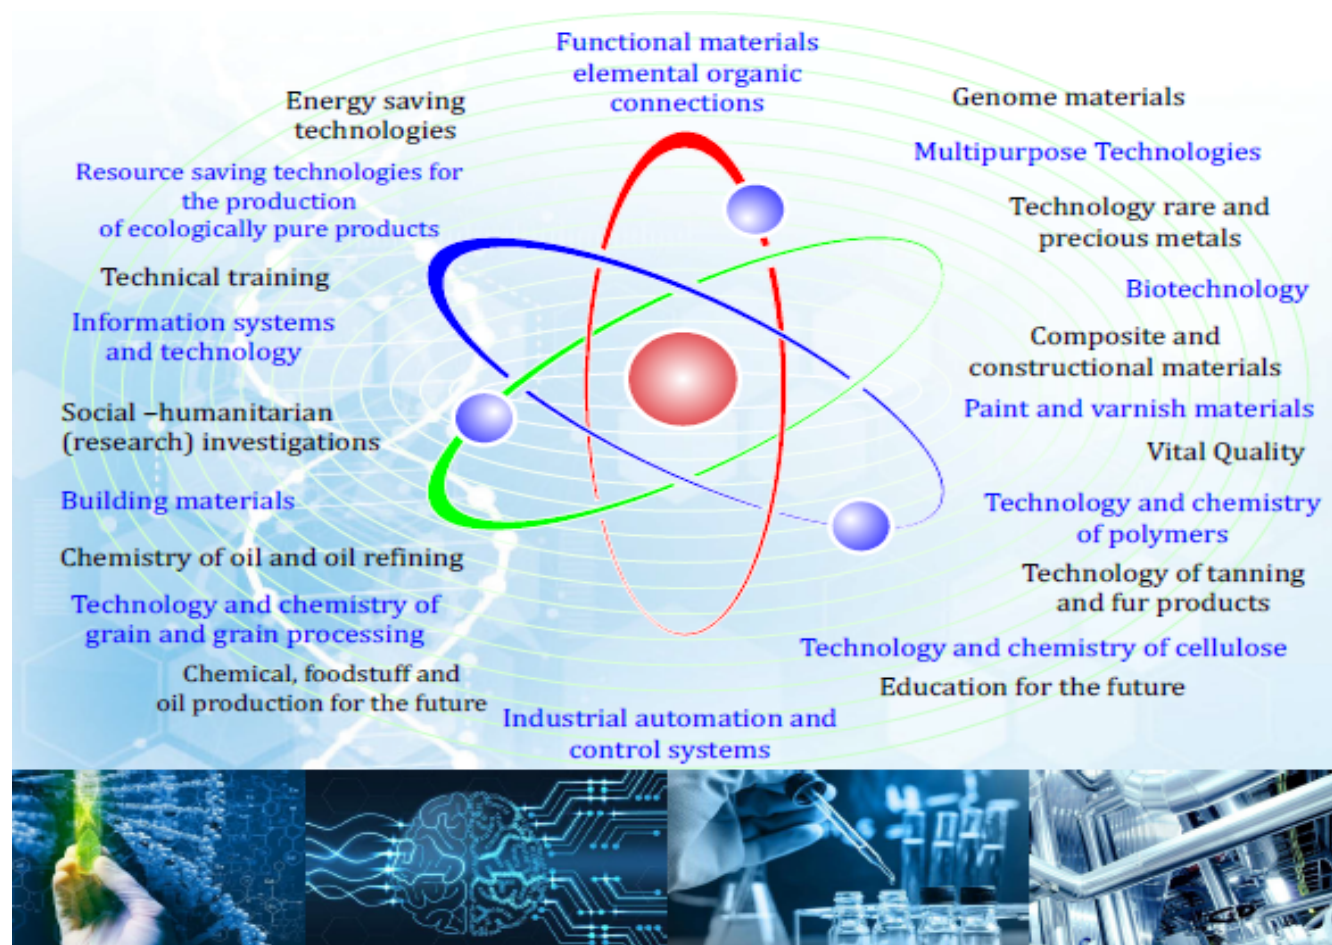 Functional materials
elemental organic
connections
Energy saving
technologies
Resource saving technologies for
the production
of ecologically pure products
Technical training
Information systems
and technology
Social –humanitarian
(research) investigations
Building materials
Chemistry of oil and oil refining
Technology and chemistry of
grain and grain processing
Chemical, foodstuff and
oil production for the future
Industrial automation and
control systems
Genome materials
Multipurpose Technologies
Technology rare and
precious metals
Biotechnology
Composite and
constructional materials
Paint and varnish materials
Vital Quality
Technology and chemistry
of polymers
Technology of tanning
and fur products
Technology and chemistry of cellulose
Education for the future